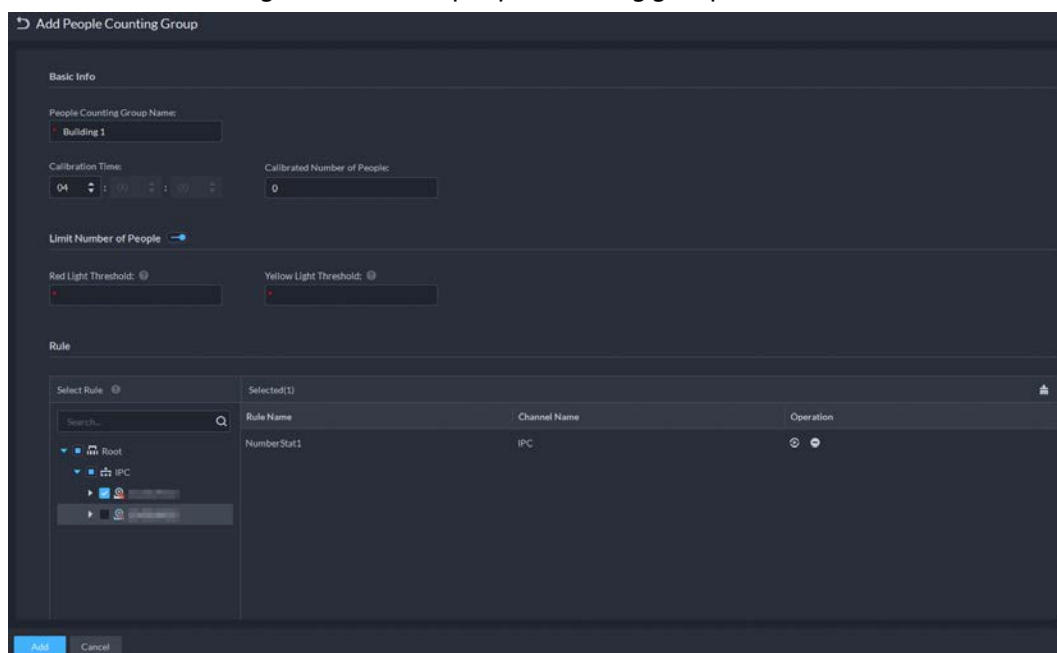 Add People Counting Group
Basic Info
People Counting Group Name:
* Building 1
Calibration Time: Calibrated Number of People:
04 : 00 : 00 0
Limit Number of People
Red Light Threshold: Yellow Light Threshold:
* *
Rule
Select Rule Selected(1)
Search... Rule Name Channel Name Operation
Root NumberStat1 IPC
IPC
Add Cancel